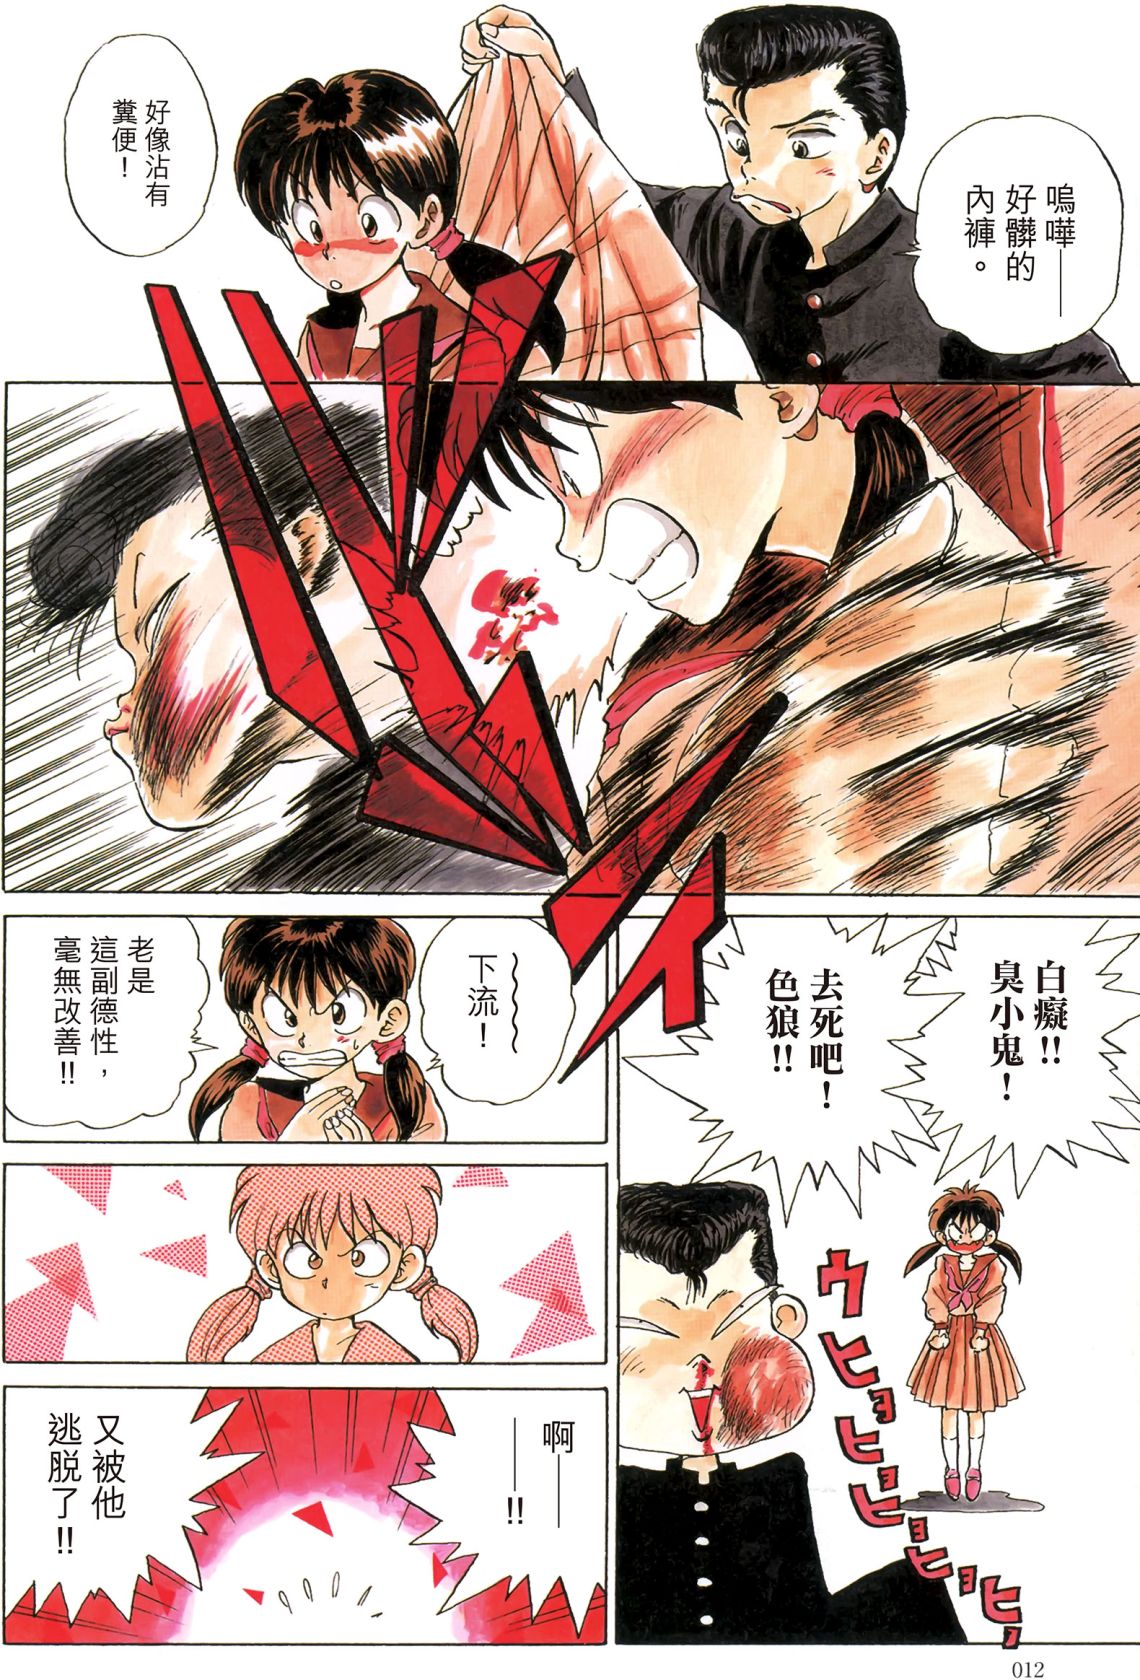 嗚嘩——
好髒的
內褲。
好像沾有
糞便！
白癡!!
臭小鬼！
去死吧！
色狼!!
ウヒョヒョヒョヒョヒ
下流！
老是
這副德性，
毫無改善!!
啊——
——!!
又被他
逃脫了!!
012